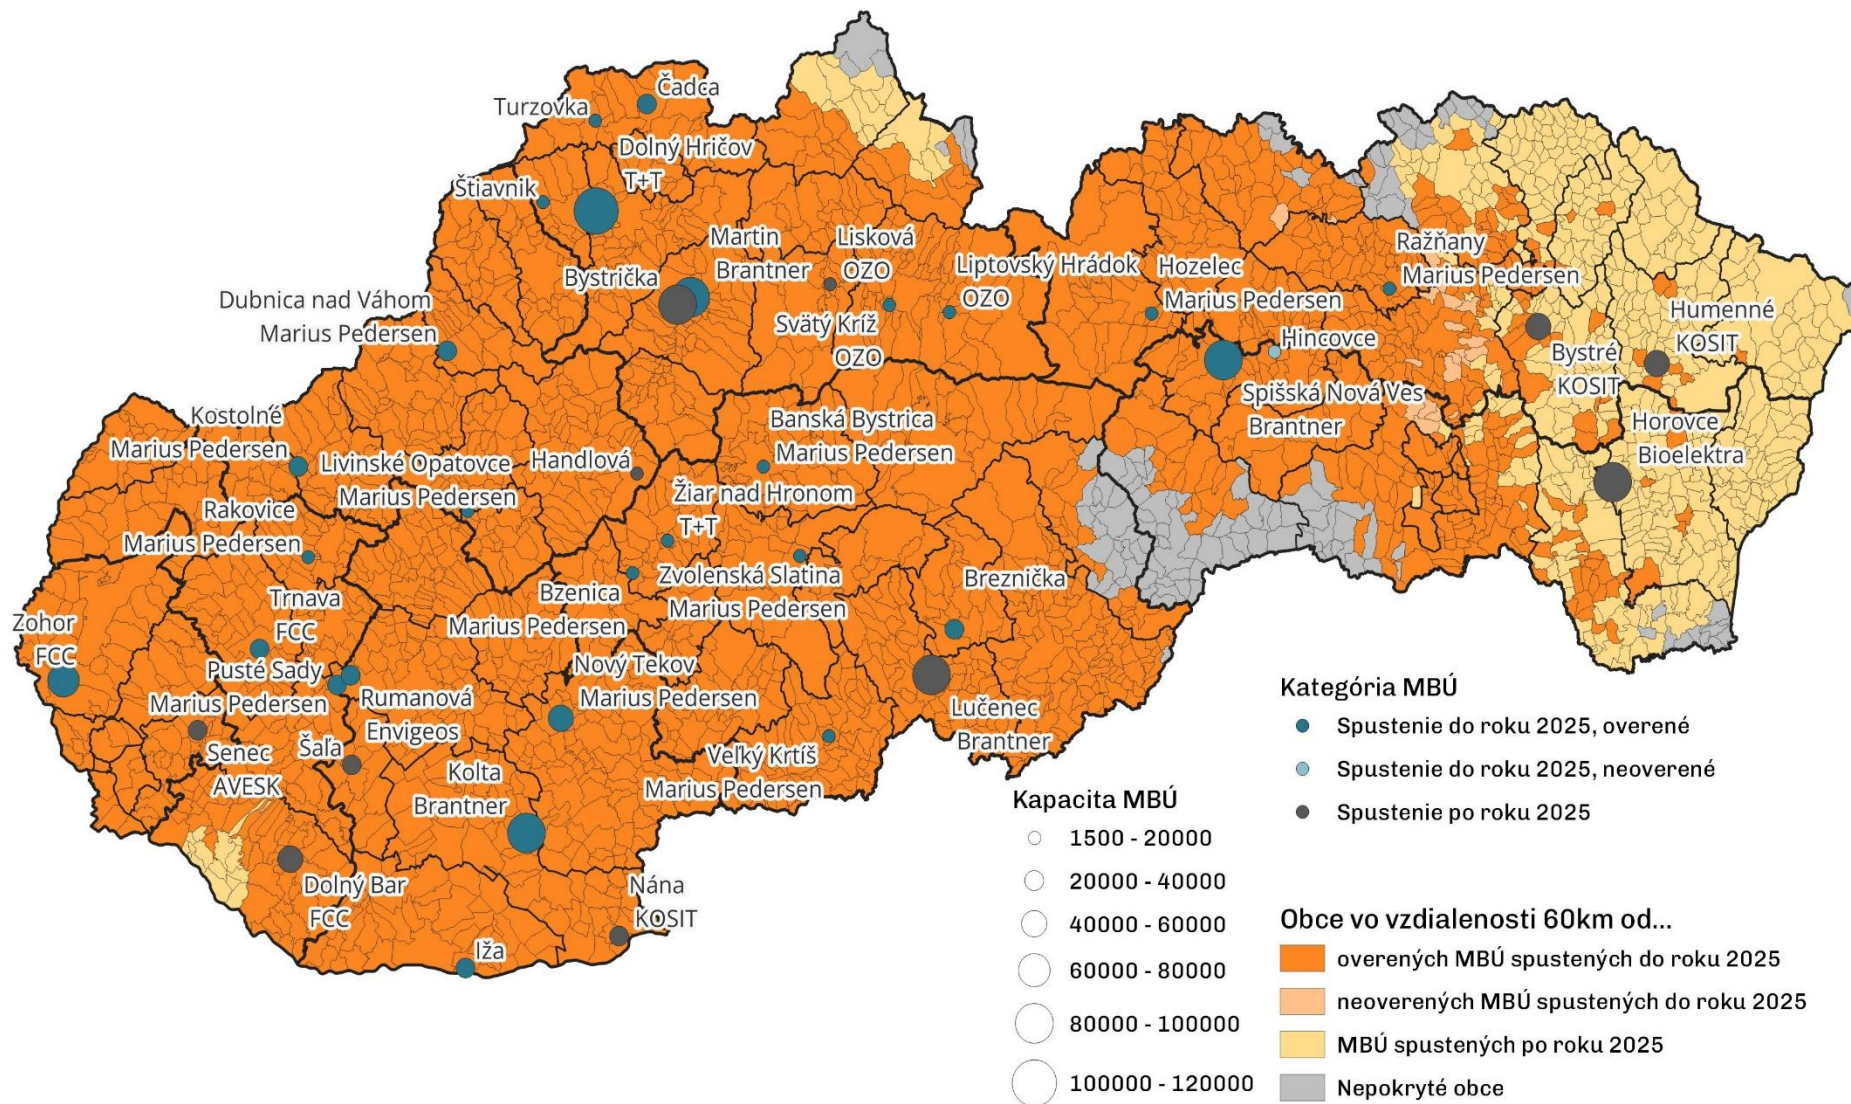 Čadca
Turzovka
Dolný Hričov
T+T
Štiavnik
Martin
Brantner
Bystrička
Lisková
OZO
Svätý Kríž
OZO
Liptovský Hrádok
OZO
Hozelec
Marius Pedersen
Ražňany
Marius Pedersen
Dubnica nad Váhom
Marius Pedersen
Hincovce
Spišská Nová Ves
Brantner
Bystré
KOSIT
Humenné
KOSIT
Horovce
Bioelektra
Kostolné
Marius Pedersen
Livinské Opatovce
Marius Pedersen
Handlová
Banská Bystrica
Marius Pedersen
Žiar nad Hronom
T+T
Rakovice
Marius Pedersen
Bzenica
Marius Pedersen
Zvolenská Slatina
Marius Pedersen
Breznička
Zohor
FCC
Trnava
FCC
Pusté Sady
Marius Pedersen
Rumanová
Envigeos
Nový Tekov
Marius Pedersen
Lučenec
Brantner
Senec
AVESK
Šaľa
Kolta
Brantner
Veľký Krtíš
Marius Pedersen
Dolný Bar
FCC
Nána
KOSIT
Iža
Kapacita MBÚ
1500 - 20000
20000 - 40000
40000 - 60000
60000 - 80000
80000 - 100000
100000 - 120000
Kategória MBÚ
Spustenie do roku 2025, overené
Spustenie do roku 2025, neoverené
Spustenie po roku 2025
Obce vo vzdialenosti 60km od...
overených MBÚ spustených do roku 2025
neoverených MBÚ spustených do roku 2025
MBÚ spustených po roku 2025
Nepokryté obce